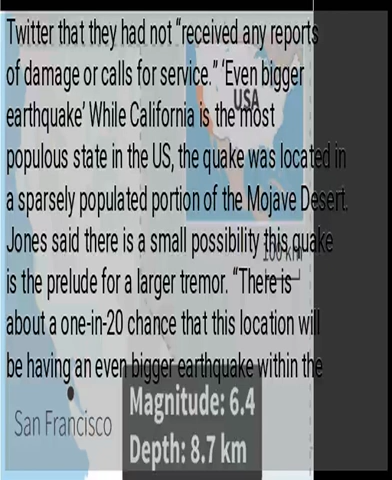 Twitter that they had not “received any reports
of damage or calls for service.” ‘Even bigger
earthquake’ While California is the most
populous state in the US, the quake was located in
a sparsely populated portion of the Mojave Desert.
Jones said there is a small possibility this quake
is the prelude for a larger tremor. “There is
about a one-in-20 chance that this location will
be having an even bigger earthquake within the
USA
100 km
San Francisco
Magnitude: 6.4
Depth: 8.7 km